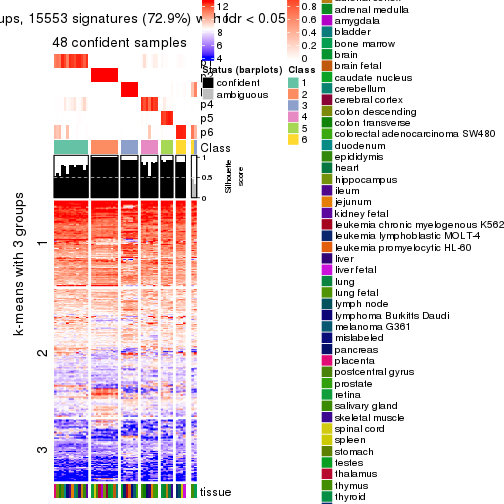 ups, 15553 signatures (72.9%) with fdr < 0.05
48 confident samples
p4
p5
p6
Class
1
0.5
0
Silhouette
score
k-means with 3 groups
1
2
3
tissue
12
6
4
Status (barplots)
confident
ambiguous
0.8
0.6
0.4
0.2
0
Class
1
2
3
4
5
6
adrenal medulla
amygdala
bladder
bone marrow
brain
brain fetal
caudate nucleus
cerebellum
cerebral cortex
colon descending
colon transverse
colorectal adenocarcinoma SW480
duodenum
epididymis
heart
hippocampus
ileum
jejunum
kidney fetal
leukemia chronic myelogenous K562
leukemia lymphoblastic MOLT-4
leukemia promyelocytic HL-60
liver
liver fetal
lung
lung fetal
lymph node
lymphoma Burkitts Daudi
melanoma G361
mislabeled
pancreas
placenta
postcentral gyrus
prostate
retina
salivary gland
skeletal muscle
spinal cord
spleen
stomach
testes
thalamus
thymus
thyroid